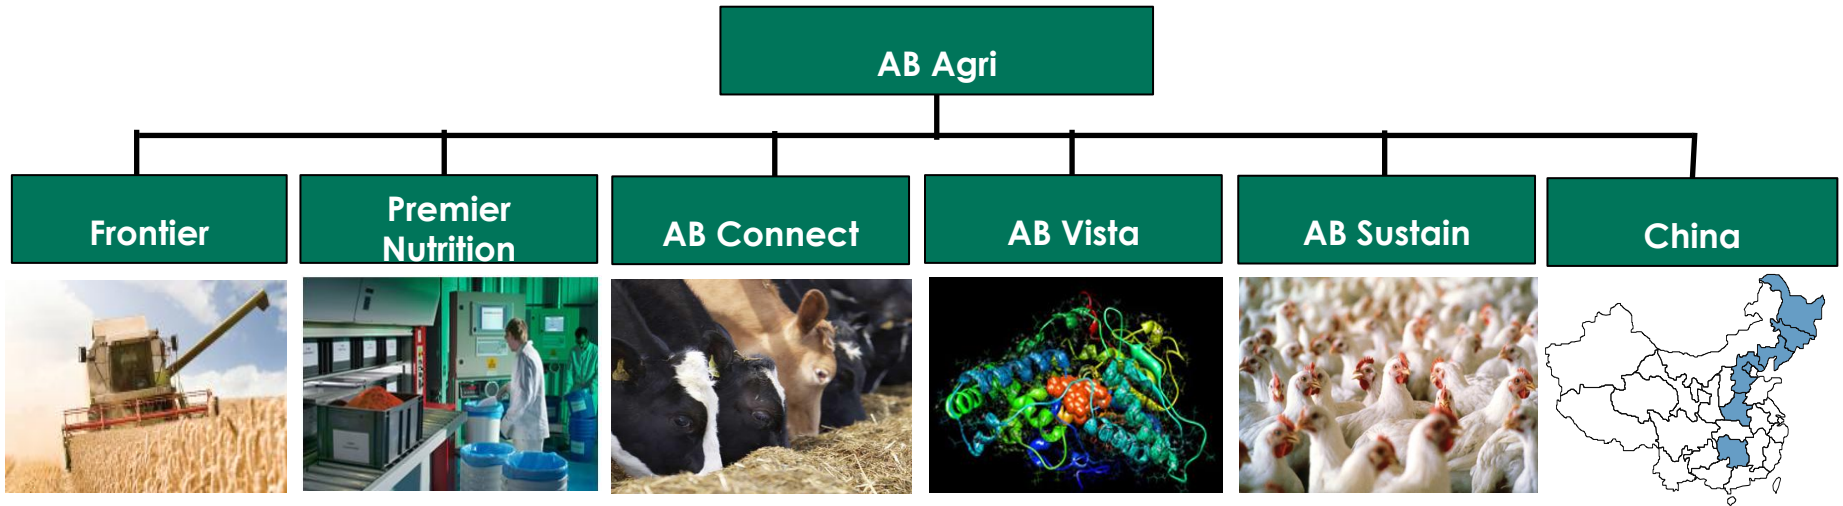 AB Agri
Frontier
Premier
Nutrition
AB Connect
AB Vista
AB Sustain
China